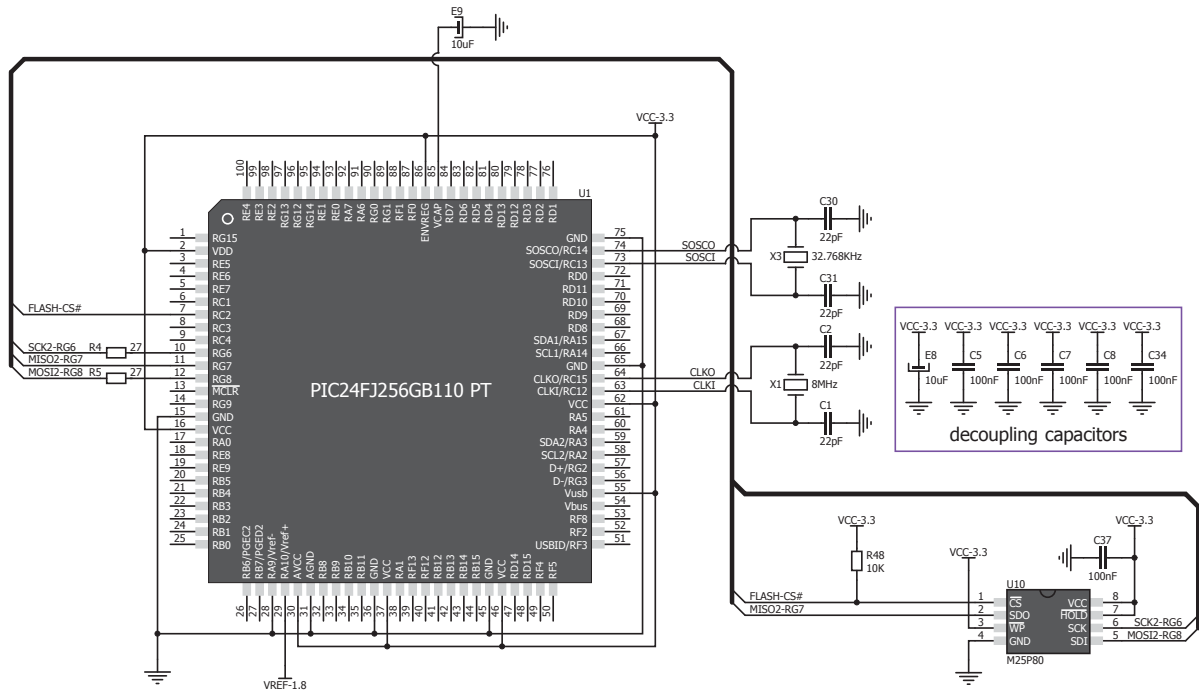 E9
10uF
VCC-3.3
100 99 98 97 96 95 94 93 92 91 90 89 88 87 86 85 84 83 82 81 80 79 78 77 76
RE4 RE3 RE2 RG13 RG12 RG14 RE1 RE0 RA7 RA6 RG0 RG1 RF1 RF0 ENVREG VCAP RD7 RD6 RD5 RD4 RD13 RD12 RD3 RD2 RD1
U1
1 RG15
2 VDD
3 RE5
4 RE6
5 RE7
6 RC1
FLASH-CS# 7 RC2
8 RC3
9 RC4
SCK2-RG6 R4 27 10 RG6
MISO2-RG7 11 RG7
MOSI2-RG8 R5 27 12 RG8
13 MCLR
14 RG9
15 GND
16 VCC
17 RA0
18 RE8
19 RE9
20 RB5
21 RB4
22 RB3
23 RB2
24 RB1
25 RB0
PIC24FJ256GB110 PT
GND 75
SOSCO/RC14 74 SOSCO
SOSCI/RC13 73 SOSCI
RD0 72
RD11 71
RD10 70
RD9 69
RD8 68
SDA1/RA15 67
SCL1/RA14 66
GND 65
CLKO/RC15 64 CLKO
CLKI/RC12 63 CLKI
VCC 62
RA5 61
RA4 60
SDA2/RA3 59
SCL2/RA2 58
D+/RG2 57
D-/RG3 56
Vusb 55
Vbus 54
RF8 53
RF2 52
USBID/RF3 51
RB6/PGEC2 RB7/PGED2 RA9/Vref- RA10/Vref+ AVCC AGND RB8 RB9 RB10 RB11 GND VCC RA1 RF13 RF12 RB12 RB13 RB14 RB15 GND VCC RD14 RD15 RF4 RF5
26 27 28 29 30 31 32 33 34 35 36 37 38 39 40 41 42 43 44 45 46 47 48 49 50
VREF-1.8
C30
22pF
X3 32.768KHz
C31
22pF
C2
22pF
X1 8MHz
C1
22pF
VCC-3.3 VCC-3.3 VCC-3.3 VCC-3.3 VCC-3.3 VCC-3.3
E8 C5 C6 C7 C8 C34
10uF 100nF 100nF 100nF 100nF 100nF
decoupling capacitors
VCC-3.3
R48
10K
VCC-3.3
VCC-3.3
C37
100nF
U10
FLASH-CS# 1 CS VCC 8
MISO2-RG7 2 SDO HOLD 7
3 WP SCK 6 SCK2-RG6
4 GND SDI 5 MOSI2-RG8
M25P80